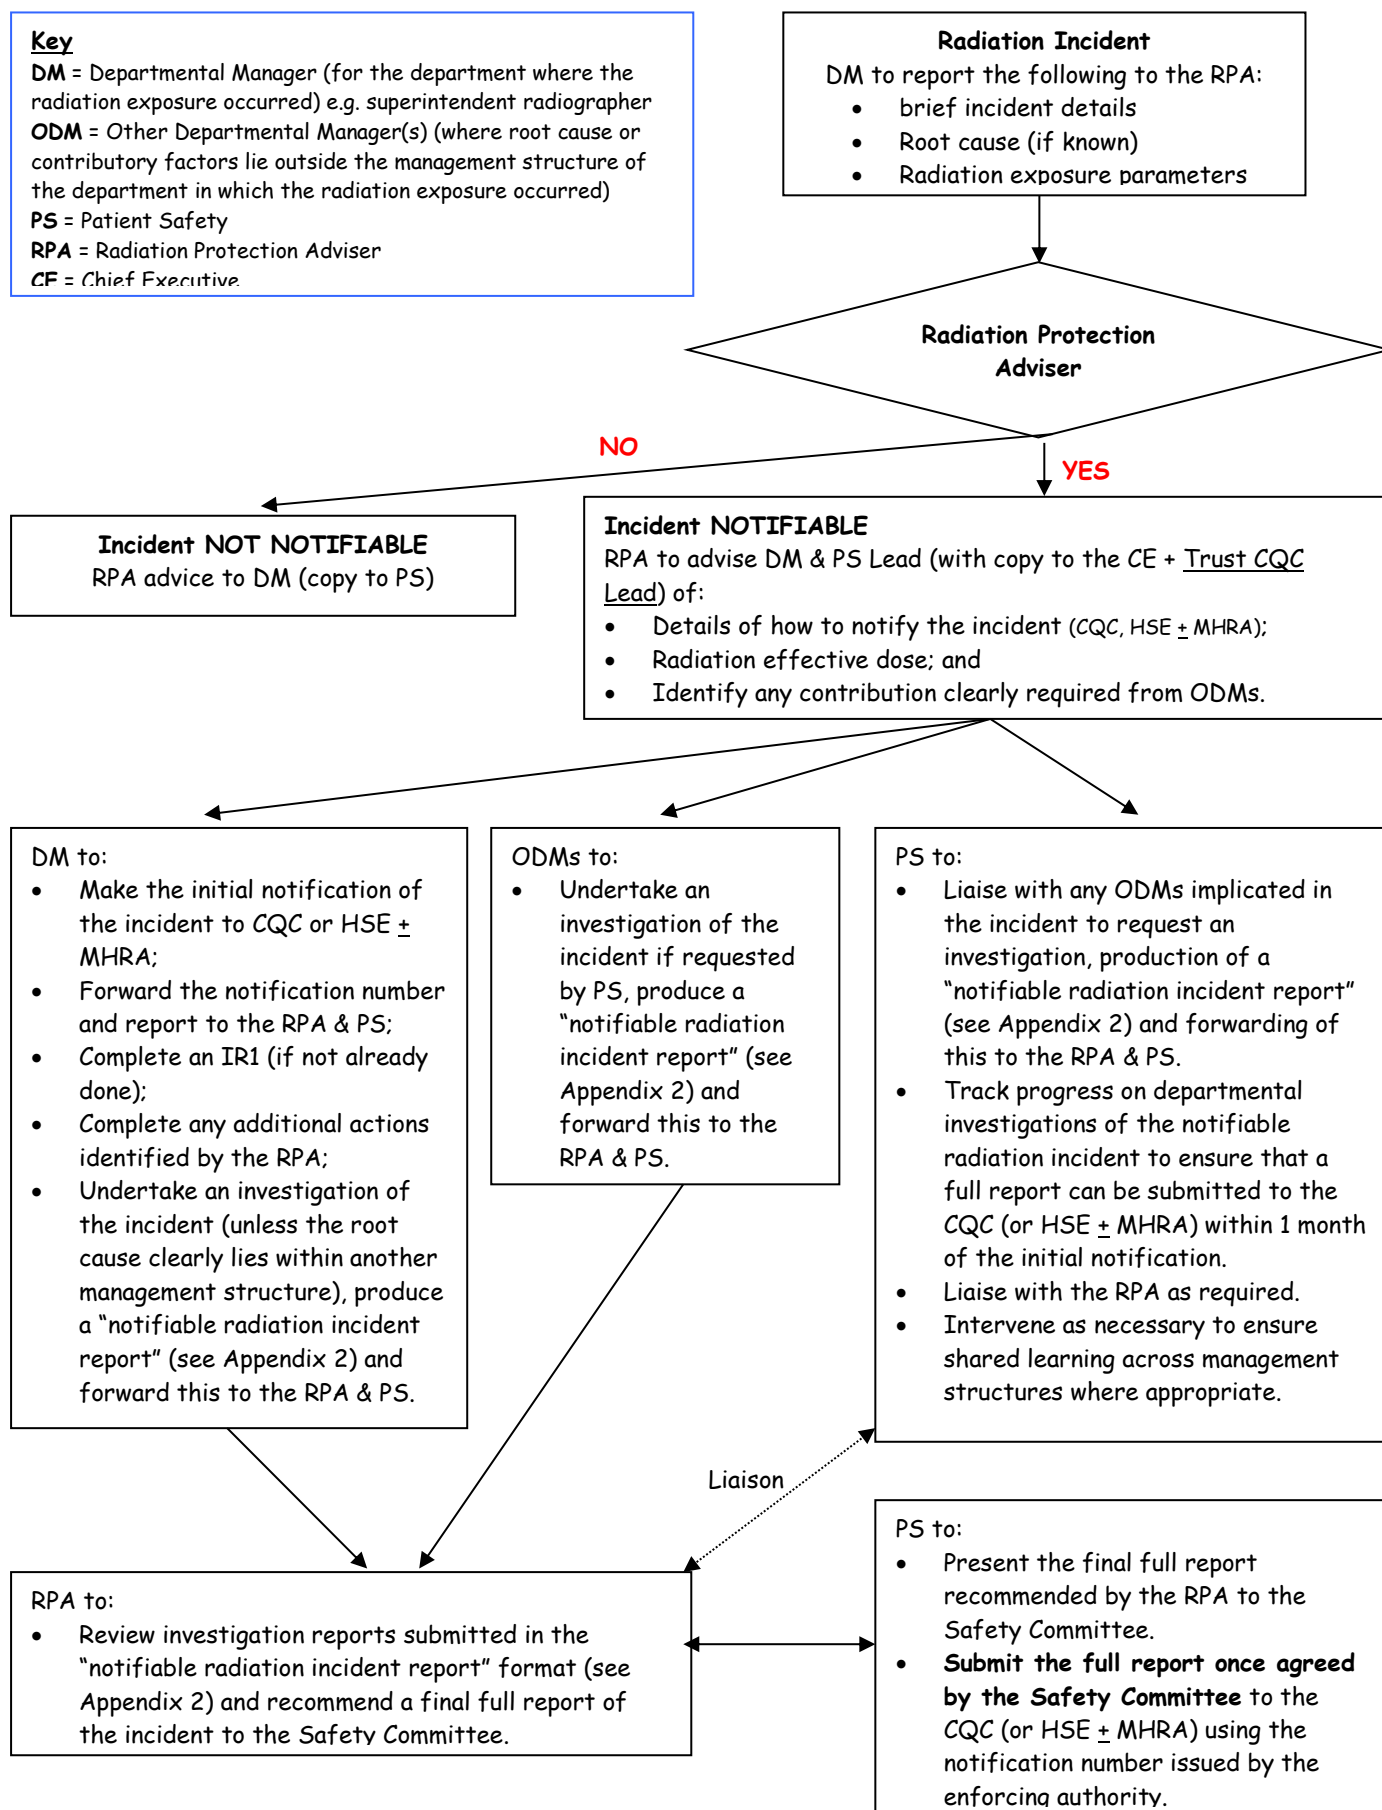 Key
DM = Departmental Manager (for the department where the
radiation exposure occurred) e.g. superintendent radiographer
ODM = Other Departmental Manager(s) (where root cause or
contributory factors lie outside the management structure of
the department in which the radiation exposure occurred)
PS = Patient Safety
RPA = Radiation Protection Adviser
CE = Chief Executive
Radiation Incident
DM to report the following to the RPA:
• brief incident details
• Root cause (if known)
• Radiation exposure parameters
Radiation Protection
Adviser
NO
YES
Incident NOT NOTIFIABLE
RPA advice to DM (copy to PS)
Incident NOTIFIABLE
RPA to advise DM & PS Lead (with copy to the CE + Trust CQC
Lead) of:
• Details of how to notify the incident (CQC, HSE + MHRA);
• Radiation effective dose; and
• Identify any contribution clearly required from ODMs.
DM to:
• Make the initial notification of
the incident to CQC or HSE +
MHRA;
• Forward the notification number
and report to the RPA & PS;
• Complete an IR1 (if not already
done);
• Complete any additional actions
identified by the RPA;
• Undertake an investigation of
the incident (unless the root
cause clearly lies within another
management structure), produce
a “notifiable radiation incident
report” (see Appendix 2) and
forward this to the RPA & PS.
ODMs to:
• Undertake an
investigation of the
incident if requested
by PS, produce a
“notifiable radiation
incident report” (see
Appendix 2) and
forward this to the
RPA & PS.
PS to:
• Liaise with any ODMs implicated in
the incident to request an
investigation, production of a
“notifiable radiation incident report”
(see Appendix 2) and forwarding of
this to the RPA & PS.
• Track progress on departmental
investigations of the notifiable
radiation incident to ensure that a
full report can be submitted to the
CQC (or HSE + MHRA) within 1 month
of the initial notification.
• Liaise with the RPA as required.
• Intervene as necessary to ensure
shared learning across management
structures where appropriate.
Liaison
RPA to:
• Review investigation reports submitted in the
“notifiable radiation incident report” format (see
Appendix 2) and recommend a final full report of
the incident to the Safety Committee.
PS to:
• Present the final full report
recommended by the RPA to the
Safety Committee.
• Submit the full report once agreed
by the Safety Committee to the
CQC (or HSE + MHRA) using the
notification number issued by the
enforcing authority.